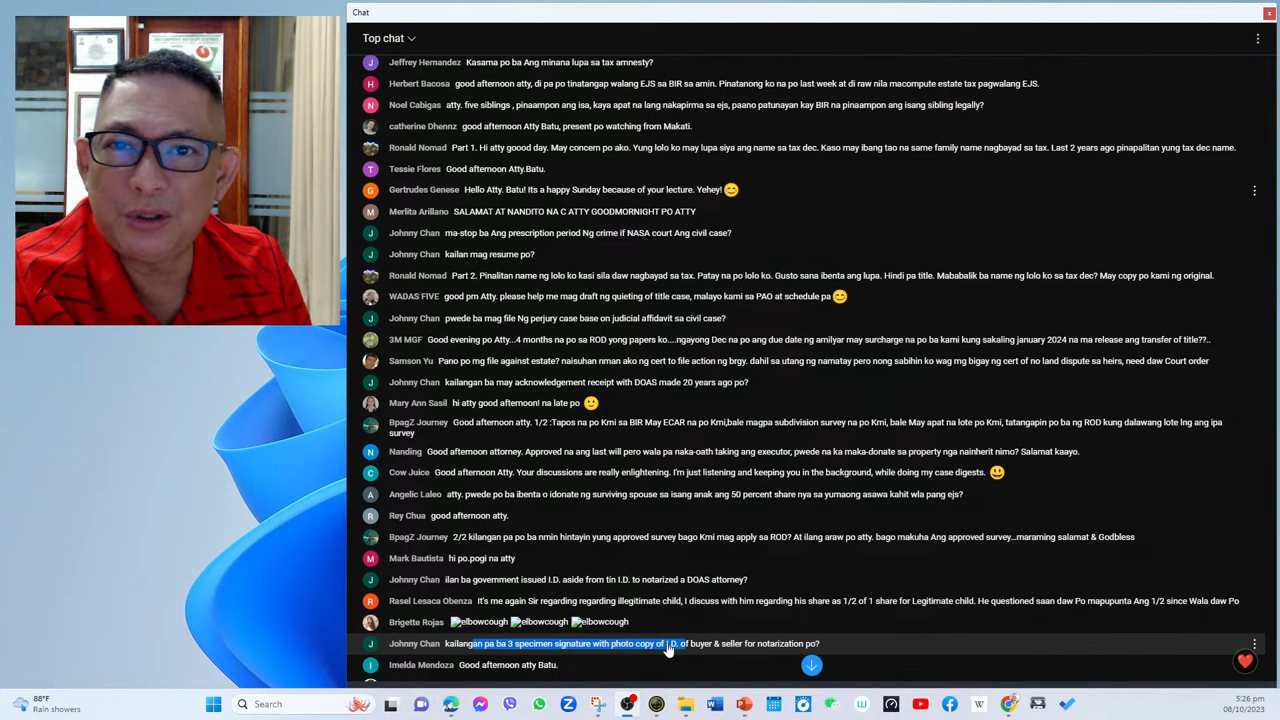 Chat
Top chat
Jeffrey Hernandez Kasama po ba Ang minana lupa sa tax amnesty?
Herbert Bacosa good afternoon atty, di pa po tinatangap walang EJS sa BIR sa amin. Pinatanong ko na po last week at di raw nila macompute estate tax pagwalang EJS.
Noel Cabigas atty. five siblings , pinaampon ang isa, kaya apat na lang nakapirma sa ejs, paano patunayan kay BIR na pinaampon ang isang sibling legally?
catherine Dhennz good afternoon Atty Batu, present po watching from Makati.
Ronald Nomad Part 1. Hi atty goood day. May concern po ako. Yung lolo ko may lupa siya ang name sa tax dec. Kaso may ibang tao na same family name nagbayad sa tax. Last 2 years ago pinapalitan yung tax dec name.
Tessie Flores Good afternoon Atty.Batu.
Gertrudes Genese Hello Atty. Batu! Its a happy Sunday because of your lecture. Yehey! 😊
Merlita Arillano SALAMAT AT NANDITO NA C ATTY GOODMORNIGHT PO ATTY
Johnny Chan ma-stop ba Ang prescription period Ng crime if NASA court Ang civil case?
Johnny Chan kailan mag resume po?
Ronald Nomad Part 2. Pinalitan name ng lolo ko kasi sila daw nagbayad sa tax. Patay na po lolo ko. Gusto sana ibenta ang lupa. Hindi pa title. Mababalik ba name ng lolo ko sa tax dec? May copy po kami ng original.
WADAS FIVE good pm Atty. please help me mag draft ng quieting of title case, malayo kami sa PAO at schedule pa 😊
Johnny Chan pwede ba mag file Ng perjury case base on judicial affidavit sa civil case?
3M MGF Good evening po Atty...4 months na po sa ROD yong papers ko....ngayong Dec na po ang due date ng amilyar may surcharge na po ba kami kung sakaling january 2024 na ma release ang transfer of title??..
Samson Yu Pano po mg file against estate? naisuhan nman ako ng cert to file action ng brgy. dahil sa utang ng namatay pero nong sabihin ko wag mg bigay ng cert of no land dispute sa heirs, need daw Court order
Johnny Chan kailangan ba may acknowledgement receipt with DOAS made 20 years ago po?
Mary Ann Sasil hi atty good afternoon! na late po 🙂
BpagZ Journey Good afternoon atty. 1/2 :Tapos na po Kmi sa BIR May ECAR na po Kmi,bale magpa subdivision survey na po Kmi, bale May apat na lote po Kmi, tatangapin po ba ng ROD kung dalawang lote lng ang ipa
survey
Nanding Good afternoon attorney. Approved na ang last will pero wala pa naka-oath taking ang executor, pwede na ka maka-donate sa property nga nainherit nimo? Salamat kaayo.
Cow Juice Good afternoon Atty. Your discussions are really enlightening. I'm just listening and keeping you in the background, while doing my case digests. 😃
Angelic Laleo atty. pwede po ba ibenta o idonate ng surviving spouse sa isang anak ang 50 percent share nya sa yumaong asawa kahit wla pang ejs?
Rey Chua good afternoon atty.
BpagZ Journey 2/2 kilangan pa po ba nmin hintayin yung approved survey bago Kmi mag apply sa ROD? At ilang araw po atty. bago makuha Ang approved survey...maraming salamat & Godbless
Mark Bautista hi po.pogi na atty
Johnny Chan ilan ba government issued I.D. aside from tin I.D. to notarized a DOAS attorney?
Rasel Lesaca Obenza It's me again Sir regarding regarding illegitimate child, I discuss with him regarding his share as 1/2 of 1 share for Legitimate child. He questioned saan daw Po mapupunta Ang 1/2 since Wala daw Po
Brigette Rojas elbowcough elbowcough elbowcough
Johnny Chan kailangan pa ba 3 specimen signature with photo copy of I.D. of buyer & seller for notarization po?
Imelda Mendoza Good afternoon atty Batu.
88°F
Rain showers
Search
5:26 pm
08/10/2023